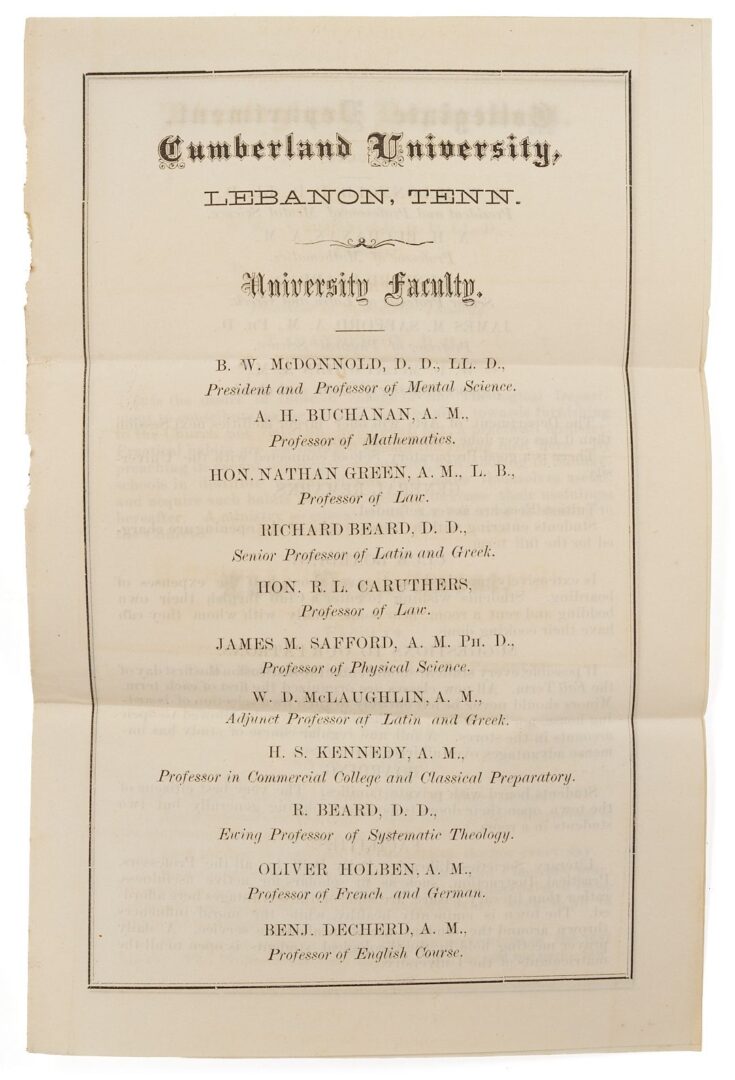 Cumberland University,
LEBANON, TENN.
University Faculty.
B. W. McDONNOLD, D. D., LL. D.,
President and Professor of Mental Science.
A. H. BUCHANAN, A. M.,
Professor of Mathematics.
HON. NATHAN GREEN, A. M., L. B.,
Professor of Law.
RICHARD BEARD, D. D.,
Senior Professor of Latin and Greek.
HON. R. L. CARUTHERS,
Professor of Law.
JAMES M. SAFFORD, A. M. PH. D.,
Professor of Physical Science.
W. D. McLAUGHLIN, A. M.,
Adjunct Professor af Latin and Greek.
H. S. KENNEDY, A. M.,
Professor in Commercial College and Classical Preparatory.
R. BEARD, D. D.,
Ewing Professor of Systematic Theology.
OLIVER HOLBEN, A. M.,
Professor of French and German.
BENJ. DECHERD, A. M.,
Professor of English Course.